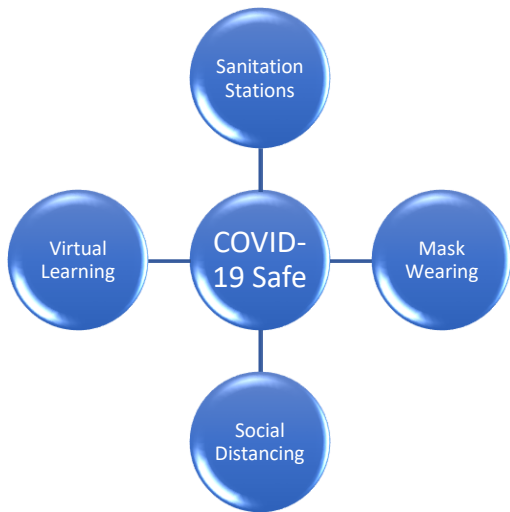 Sanitation
Stations
Virtual
Learning
COVID-
19 Safe
Mask
Wearing
Social
Distancing